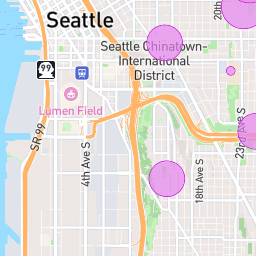 Seattle
20th
Seattle Chinatown-
International
District
99
Lumen Field
SR 99
4th Ave S
18th Ave S
23rd Ave S